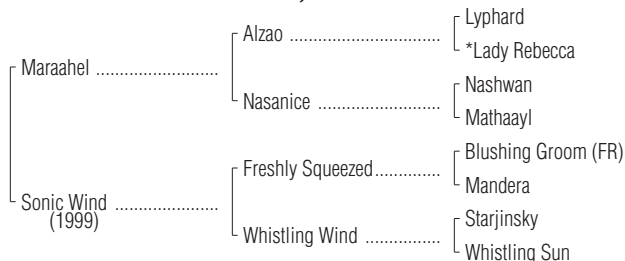 Lyphard
Alzao ................................
*Lady Rebecca
Maraahel ..........................
Nashwan
Nasanice ..........................
Mathaayl
Blushing Groom (FR)
Freshly Squeezed..............
Mandera
Sonic Wind ......................
(1999)
Starjinsky
Whistling Wind ................
Whistling Sun